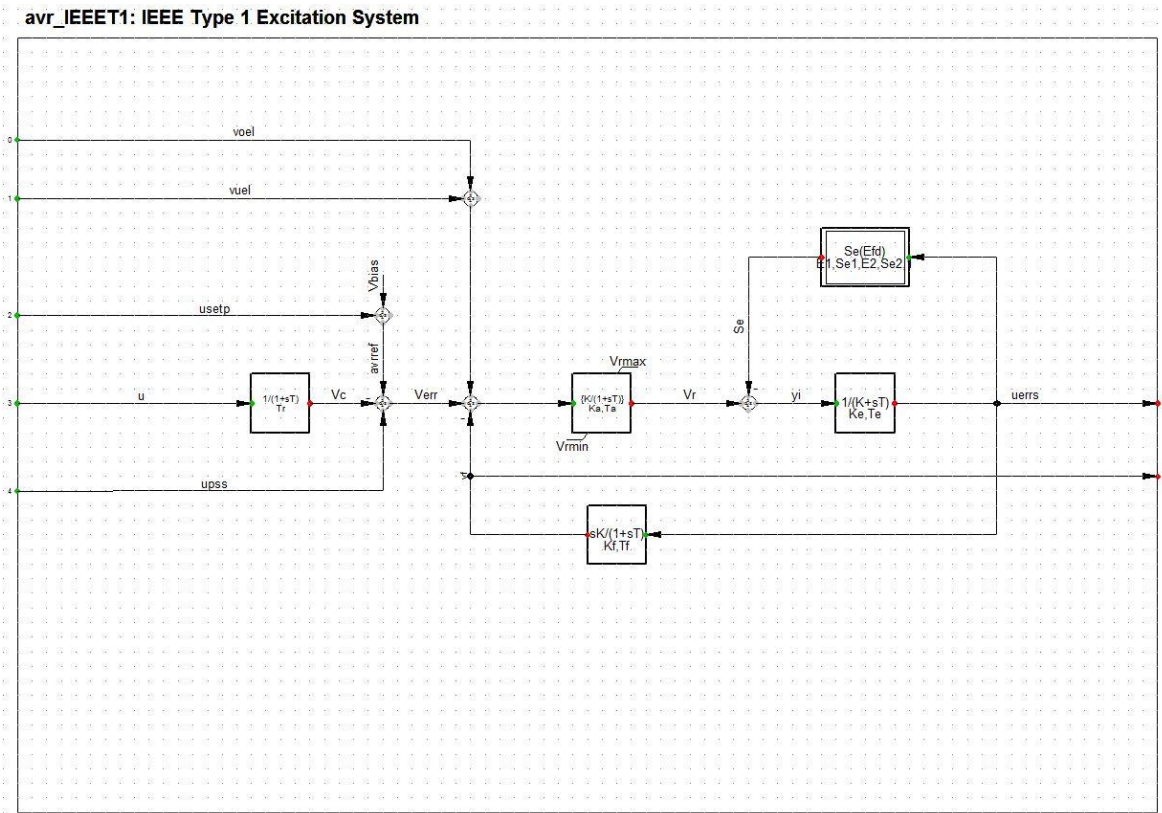 avr_IEEET1: IEEE Type 1 Excitation System
voel
0
vuel
1
Se(Efd)
E1,Se1,E2,Se2,
Vbias
usetp
2
Se
-
avrref
Vrmax
u
3
1/(1+sT)
Tr
Vc
-
Verr
{K/(1+sT)}
Ka,Ta
Vr
yi
1/(K+sT)
Ke,Te
uerrs
Vrmin
vf
-
upss
4
sK/(1+sT)
Kf,Tf